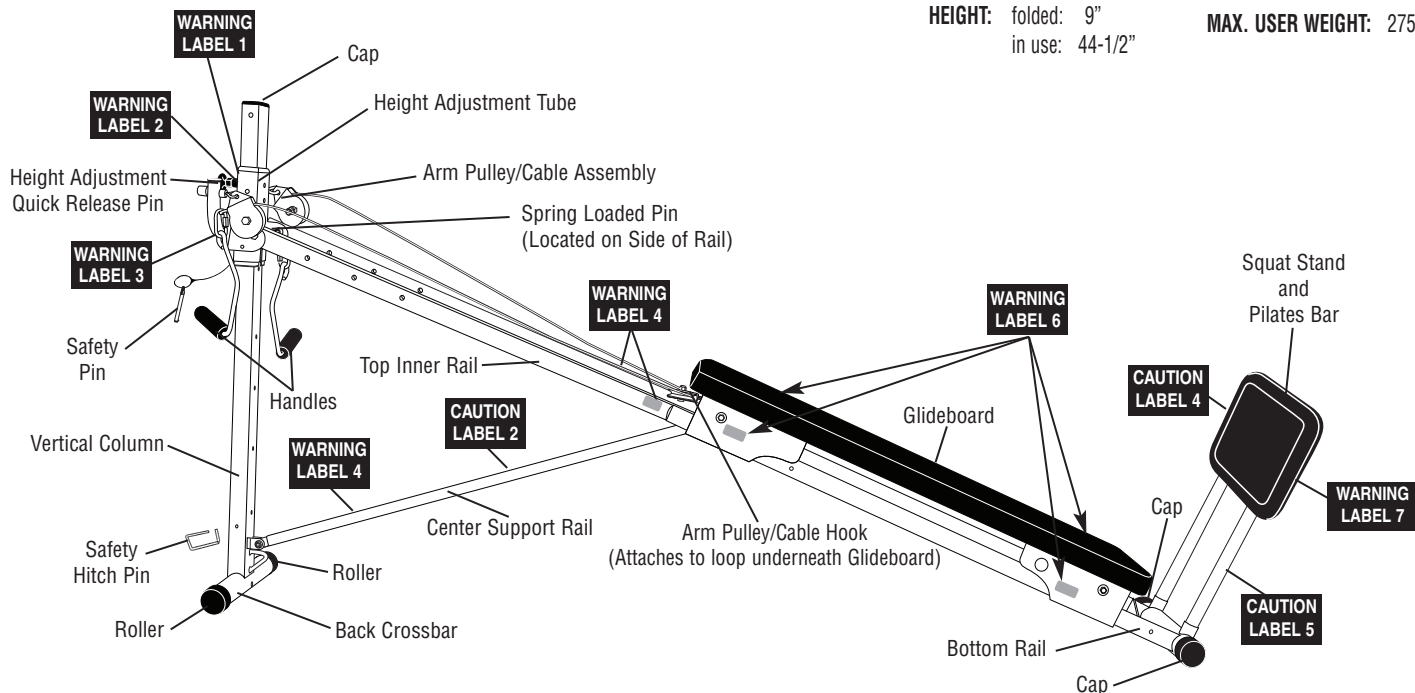 HEIGHT: folded: 9”
in use: 44-1/2”
MAX. USER WEIGHT: 275
WARNING
LABEL 1
Cap
WARNING
LABEL 2
Height Adjustment Tube
Height Adjustment
Quick Release Pin
Arm Pulley/Cable Assembly
Spring Loaded Pin
(Located on Side of Rail)
WARNING
LABEL 3
Squat Stand
and
Pilates Bar
WARNING
LABEL 4
WARNING
LABEL 6
Safety
Pin
Top Inner Rail
Handles
CAUTION
LABEL 4
CAUTION
LABEL 2
Glideboard
Vertical Column
WARNING
LABEL 4
WARNING
LABEL 7
Cap
Center Support Rail
Arm Pulley/Cable Hook
(Attaches to loop underneath Glideboard)
Safety
Hitch Pin
Roller
CAUTION
LABEL 5
Roller
Back Crossbar
Bottom Rail
Cap